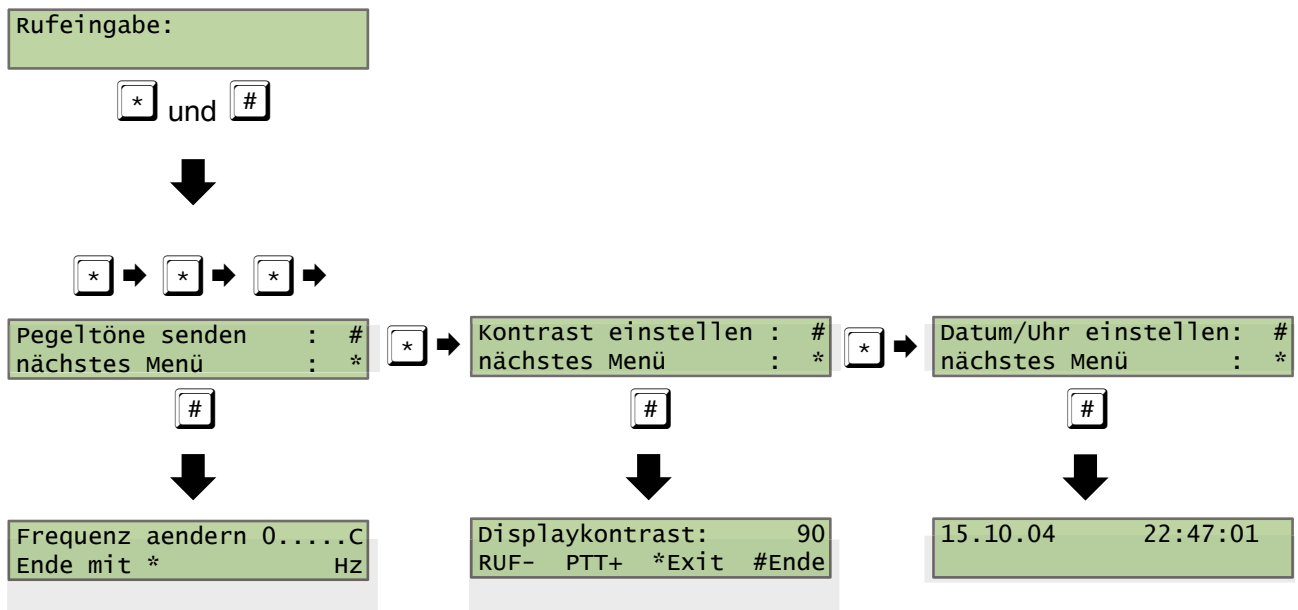 Rufeingabe:
* und #
* * *
Pegeltöne senden : #
nächstes Menü : *
*
Kontrast einstellen : #
nächstes Menü : *
*
Datum/Uhr einstellen: #
nächstes Menü : *
# # #
Frequenz aendern 0.....C
Ende mit * Hz
Displaykontrast: 90
RUF- PTT+ *Exit #Ende
15.10.04 22:47:01